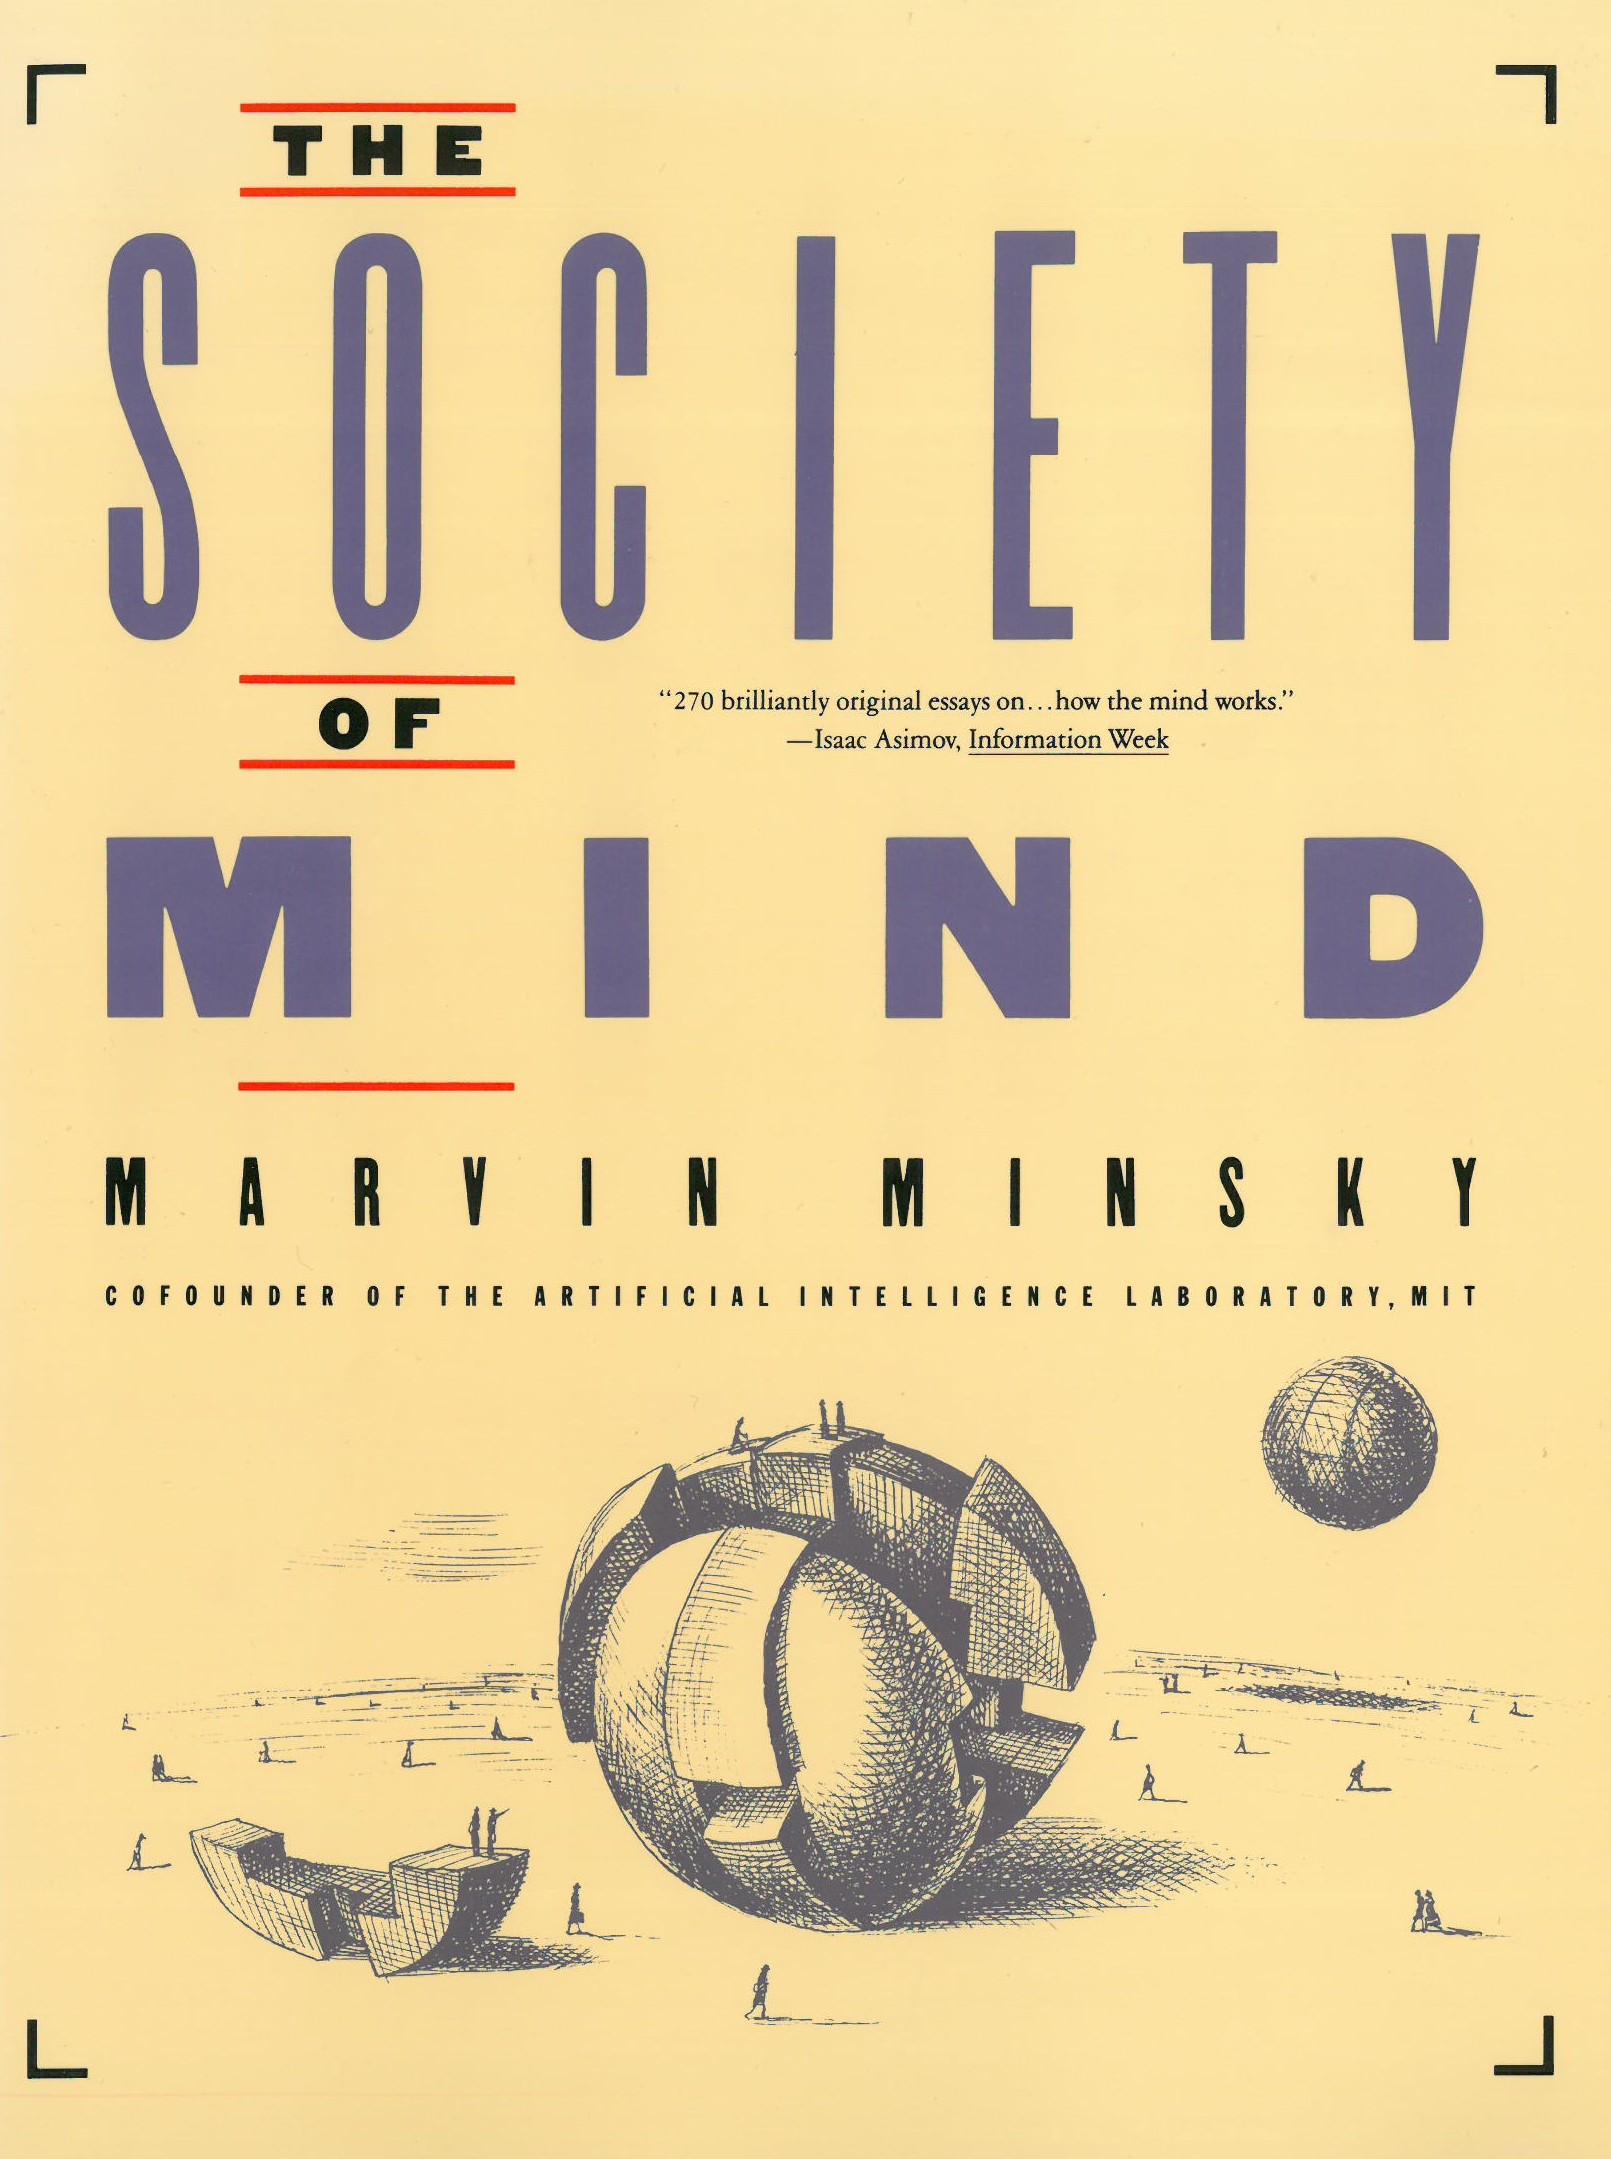 THE
SOCIETY
OF
“270 brilliantly original essays on...how the mind works.”
—Isaac Asimov, Information Week
MIND
MARVIN MINSKY
COFOUNDER OF THE ARTIFICIAL INTELLIGENCE LABORATORY, MIT